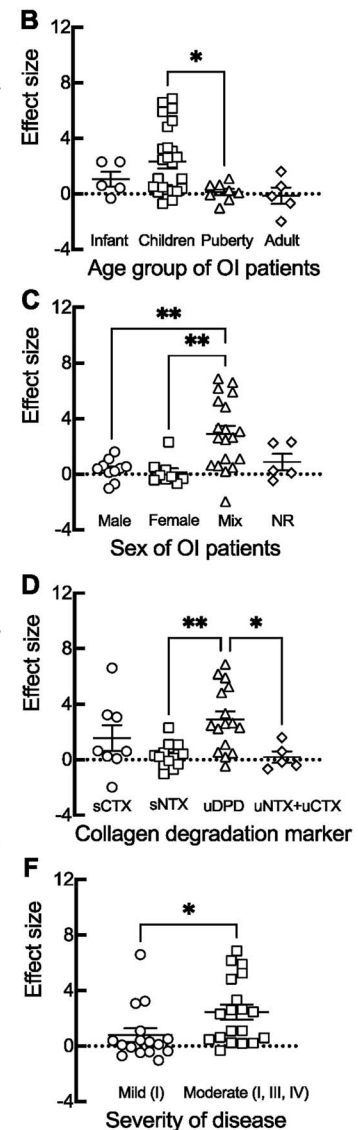 B
Effect size
12
8
4
0
-4
*
Infant Children Puberty Adult
Age group of OI patients
C
Effect size
12
8
4
0
-4
**
**
Male Female Mix NR
Sex of OI patients
D
Effect size
12
8
4
0
-4
** *
sCTX sNTX uDPD uNTX+uCTX
Collagen degradation marker
F
Effect size
12
8
4
0
-4
*
Mild (I) Moderate (I, III, IV)
Severity of disease